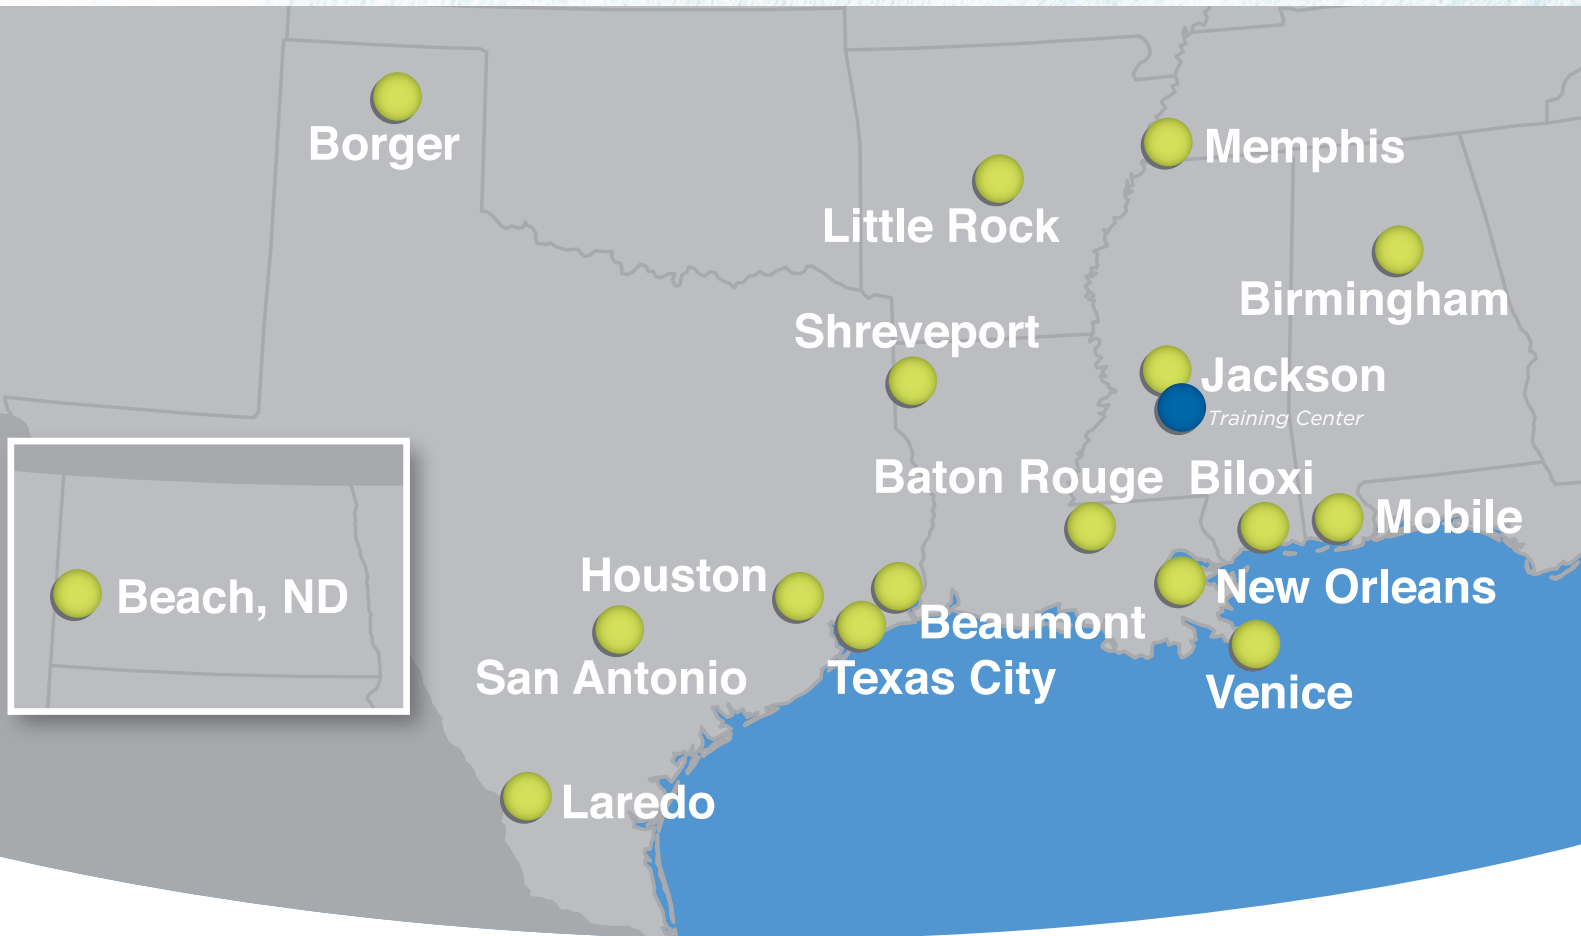 Borger
Memphis
Little Rock
Birmingham
Shreveport
Jackson
Training Center
Baton Rouge
Biloxi
Mobile
Houston
New Orleans
Beach, ND
Beaumont
San Antonio
Texas City
Venice
Laredo